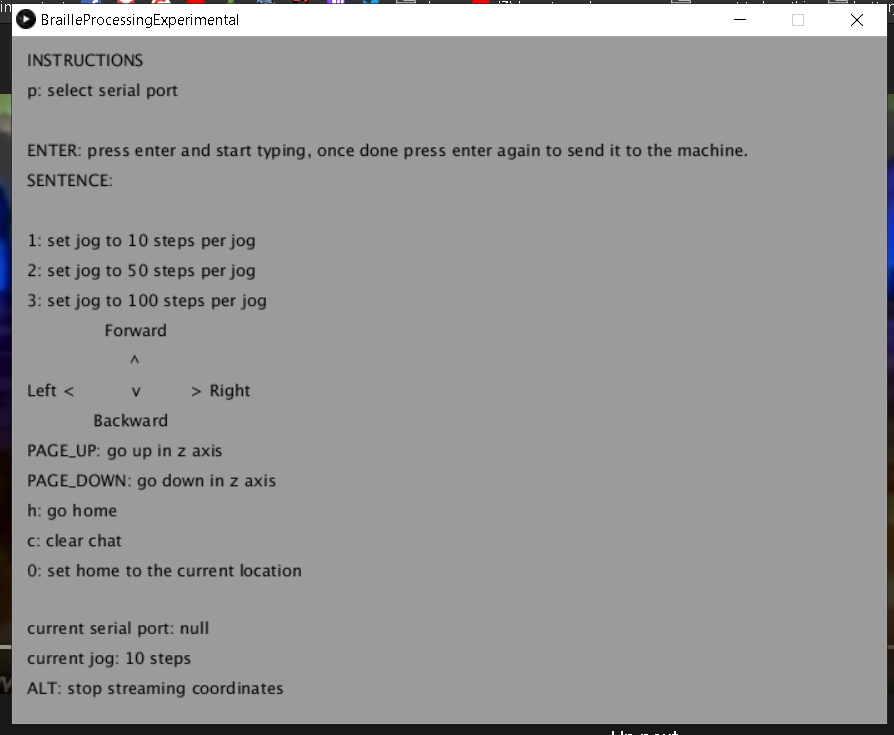 BrailleProcessingExperimental
INSTRUCTIONS
p: select serial port
ENTER: press enter and start typing, once done press enter again to send it to the machine.
SENTENCE:
1: set jog to 10 steps per jog
2: set jog to 50 steps per jog
3: set jog to 100 steps per jog
Forward
^
Left < v > Right
Backward
PAGE_UP: go up in z axis
PAGE_DOWN: go down in z axis
h: go home
c: clear chat
0: set home to the current location
current serial port: null
current jog: 10 steps
ALT: stop streaming coordinates